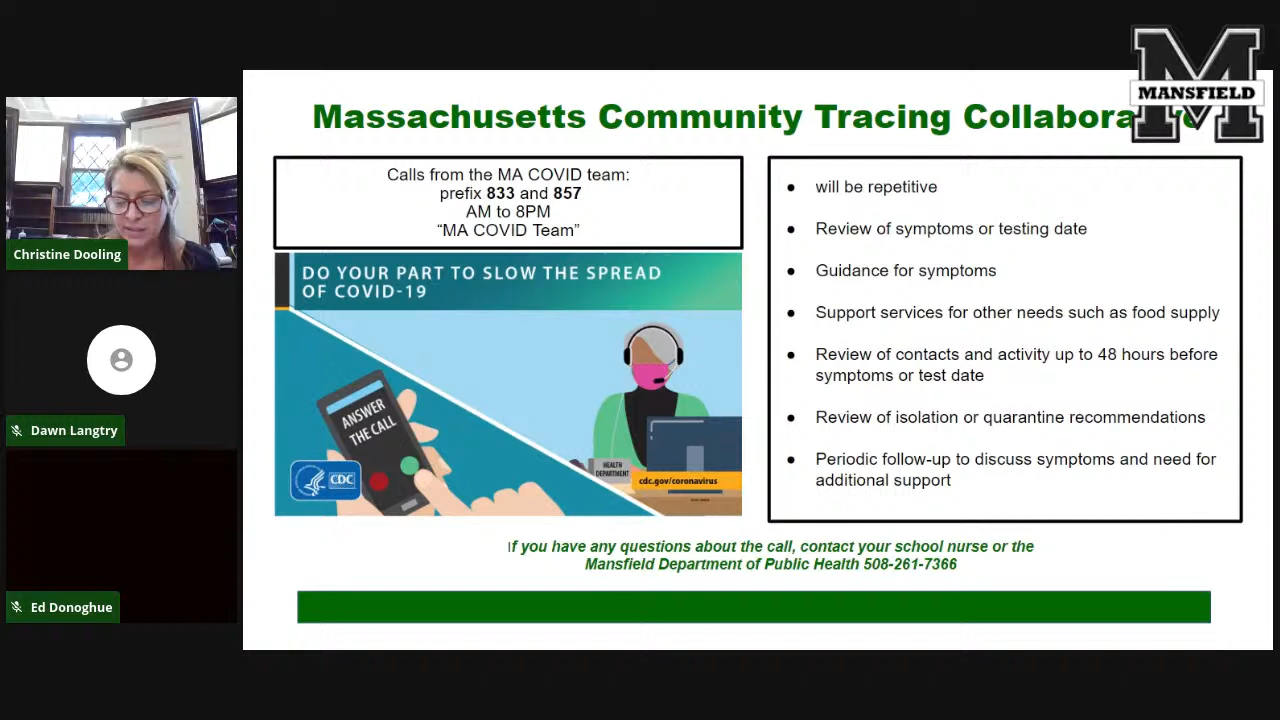 MANSFIELD
Massachusetts Community Tracing Collabora
Calls from the MA COVID team:
prefix 833 and 857
AM to 8PM
“MA COVID Team”
DO YOUR PART TO SLOW THE SPREAD
OF COVID-19
ANSWER
THE CALL
CDC
HEALTH
DEPARTMENT
cdc.gov/coronavirus
● will be repetitive
● Review of symptoms or testing date
● Guidance for symptoms
● Support services for other needs such as food supply
● Review of contacts and activity up to 48 hours before
symptoms or test date
● Review of isolation or quarantine recommendations
● Periodic follow-up to discuss symptoms and need for
additional support
If you have any questions about the call, contact your school nurse or the
Mansfield Department of Public Health 508-261-7366
Christine Dooling
Dawn Langtry
Ed Donoghue